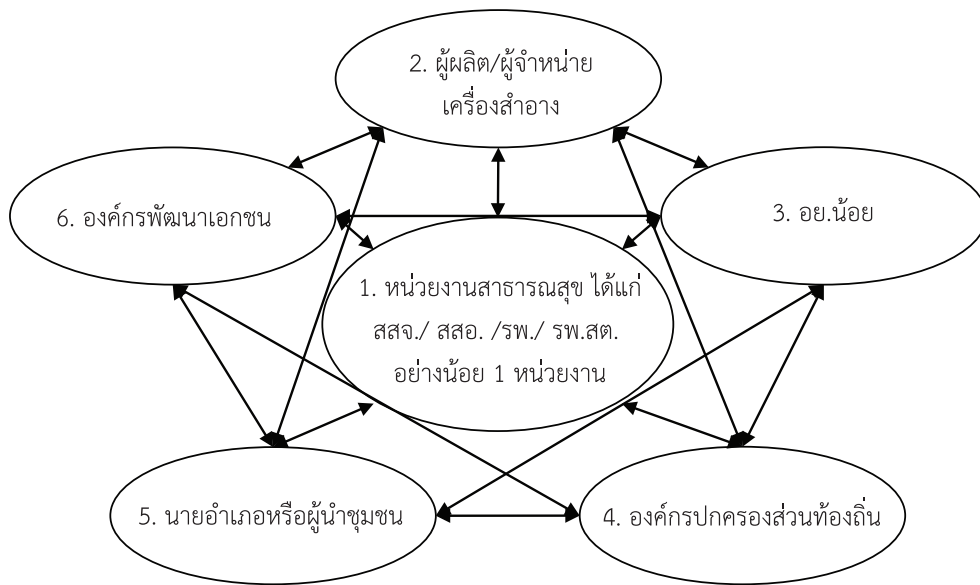 2. ผู้ผลิต/ผู้จำหน่าย
เครื่องสำอาง
6. องค์กรพัฒนาเอกชน
3. อย.น้อย
1. หน่วยงานสาธารณสุข ได้แก่
สสจ./ สสอ. /รพ./ รพ.สต.
อย่างน้อย 1 หน่วยงาน
5. นายอำเภอหรือผู้นำชุมชน
4. องค์กรปกครองส่วนท้องถิ่น